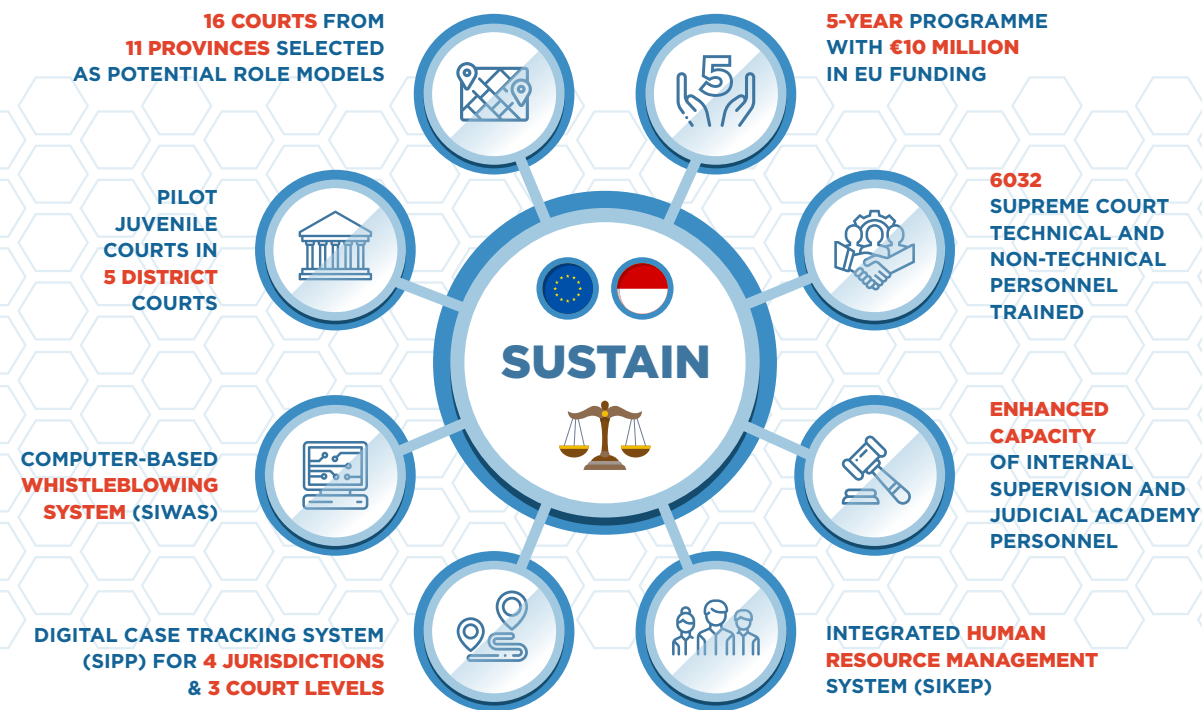 16 COURTS FROM
11 PROVINCES SELECTED
AS POTENTIAL ROLE MODELS
5-YEAR PROGRAMME
WITH €10 MILLION
IN EU FUNDING
5
PILOT
JUVENILE
COURTS IN
5 DISTRICT
COURTS
6032
SUPREME COURT
TECHNICAL AND
NON-TECHNICAL
PERSONNEL
TRAINED
SUSTAIN
COMPUTER-BASED
WHISTLEBLOWING
SYSTEM (SIWAS)
ENHANCED
CAPACITY
OF INTERNAL
SUPERVISION AND
JUDICIAL ACADEMY
PERSONNEL
DIGITAL CASE TRACKING SYSTEM
(SIPP) FOR 4 JURISDICTIONS
& 3 COURT LEVELS
INTEGRATED HUMAN
RESOURCE MANAGEMENT
SYSTEM (SIKEP)